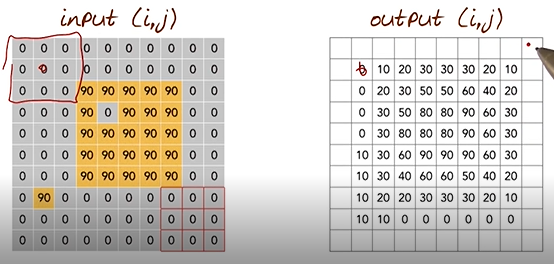 input (i,j) output (i,j)
0 0 0 0 0 0 0 0 0 0
0 0 0 0 0 0 0 0 0 0 0 10 20 30 30 30 20 10
0 0 0 90 90 90 90 90 0 0 0 20 30 50 50 60 40 20
0 0 0 90 0 90 90 90 0 0 0 30 50 80 80 90 60 30
0 0 0 90 90 90 90 90 0 0 0 30 80 80 80 90 60 30
0 0 0 90 90 90 90 90 0 0 10 30 60 90 90 90 60 30
0 0 0 90 90 90 90 90 0 0 10 30 40 60 60 50 40 20
0 90 0 0 0 0 0 0 0 0 10 20 20 30 30 30 20 10
0 0 0 0 0 0 0 0 0 0 10 10 0 0 0 0 0 0
0 0 0 0 0 0 0 0 0 0